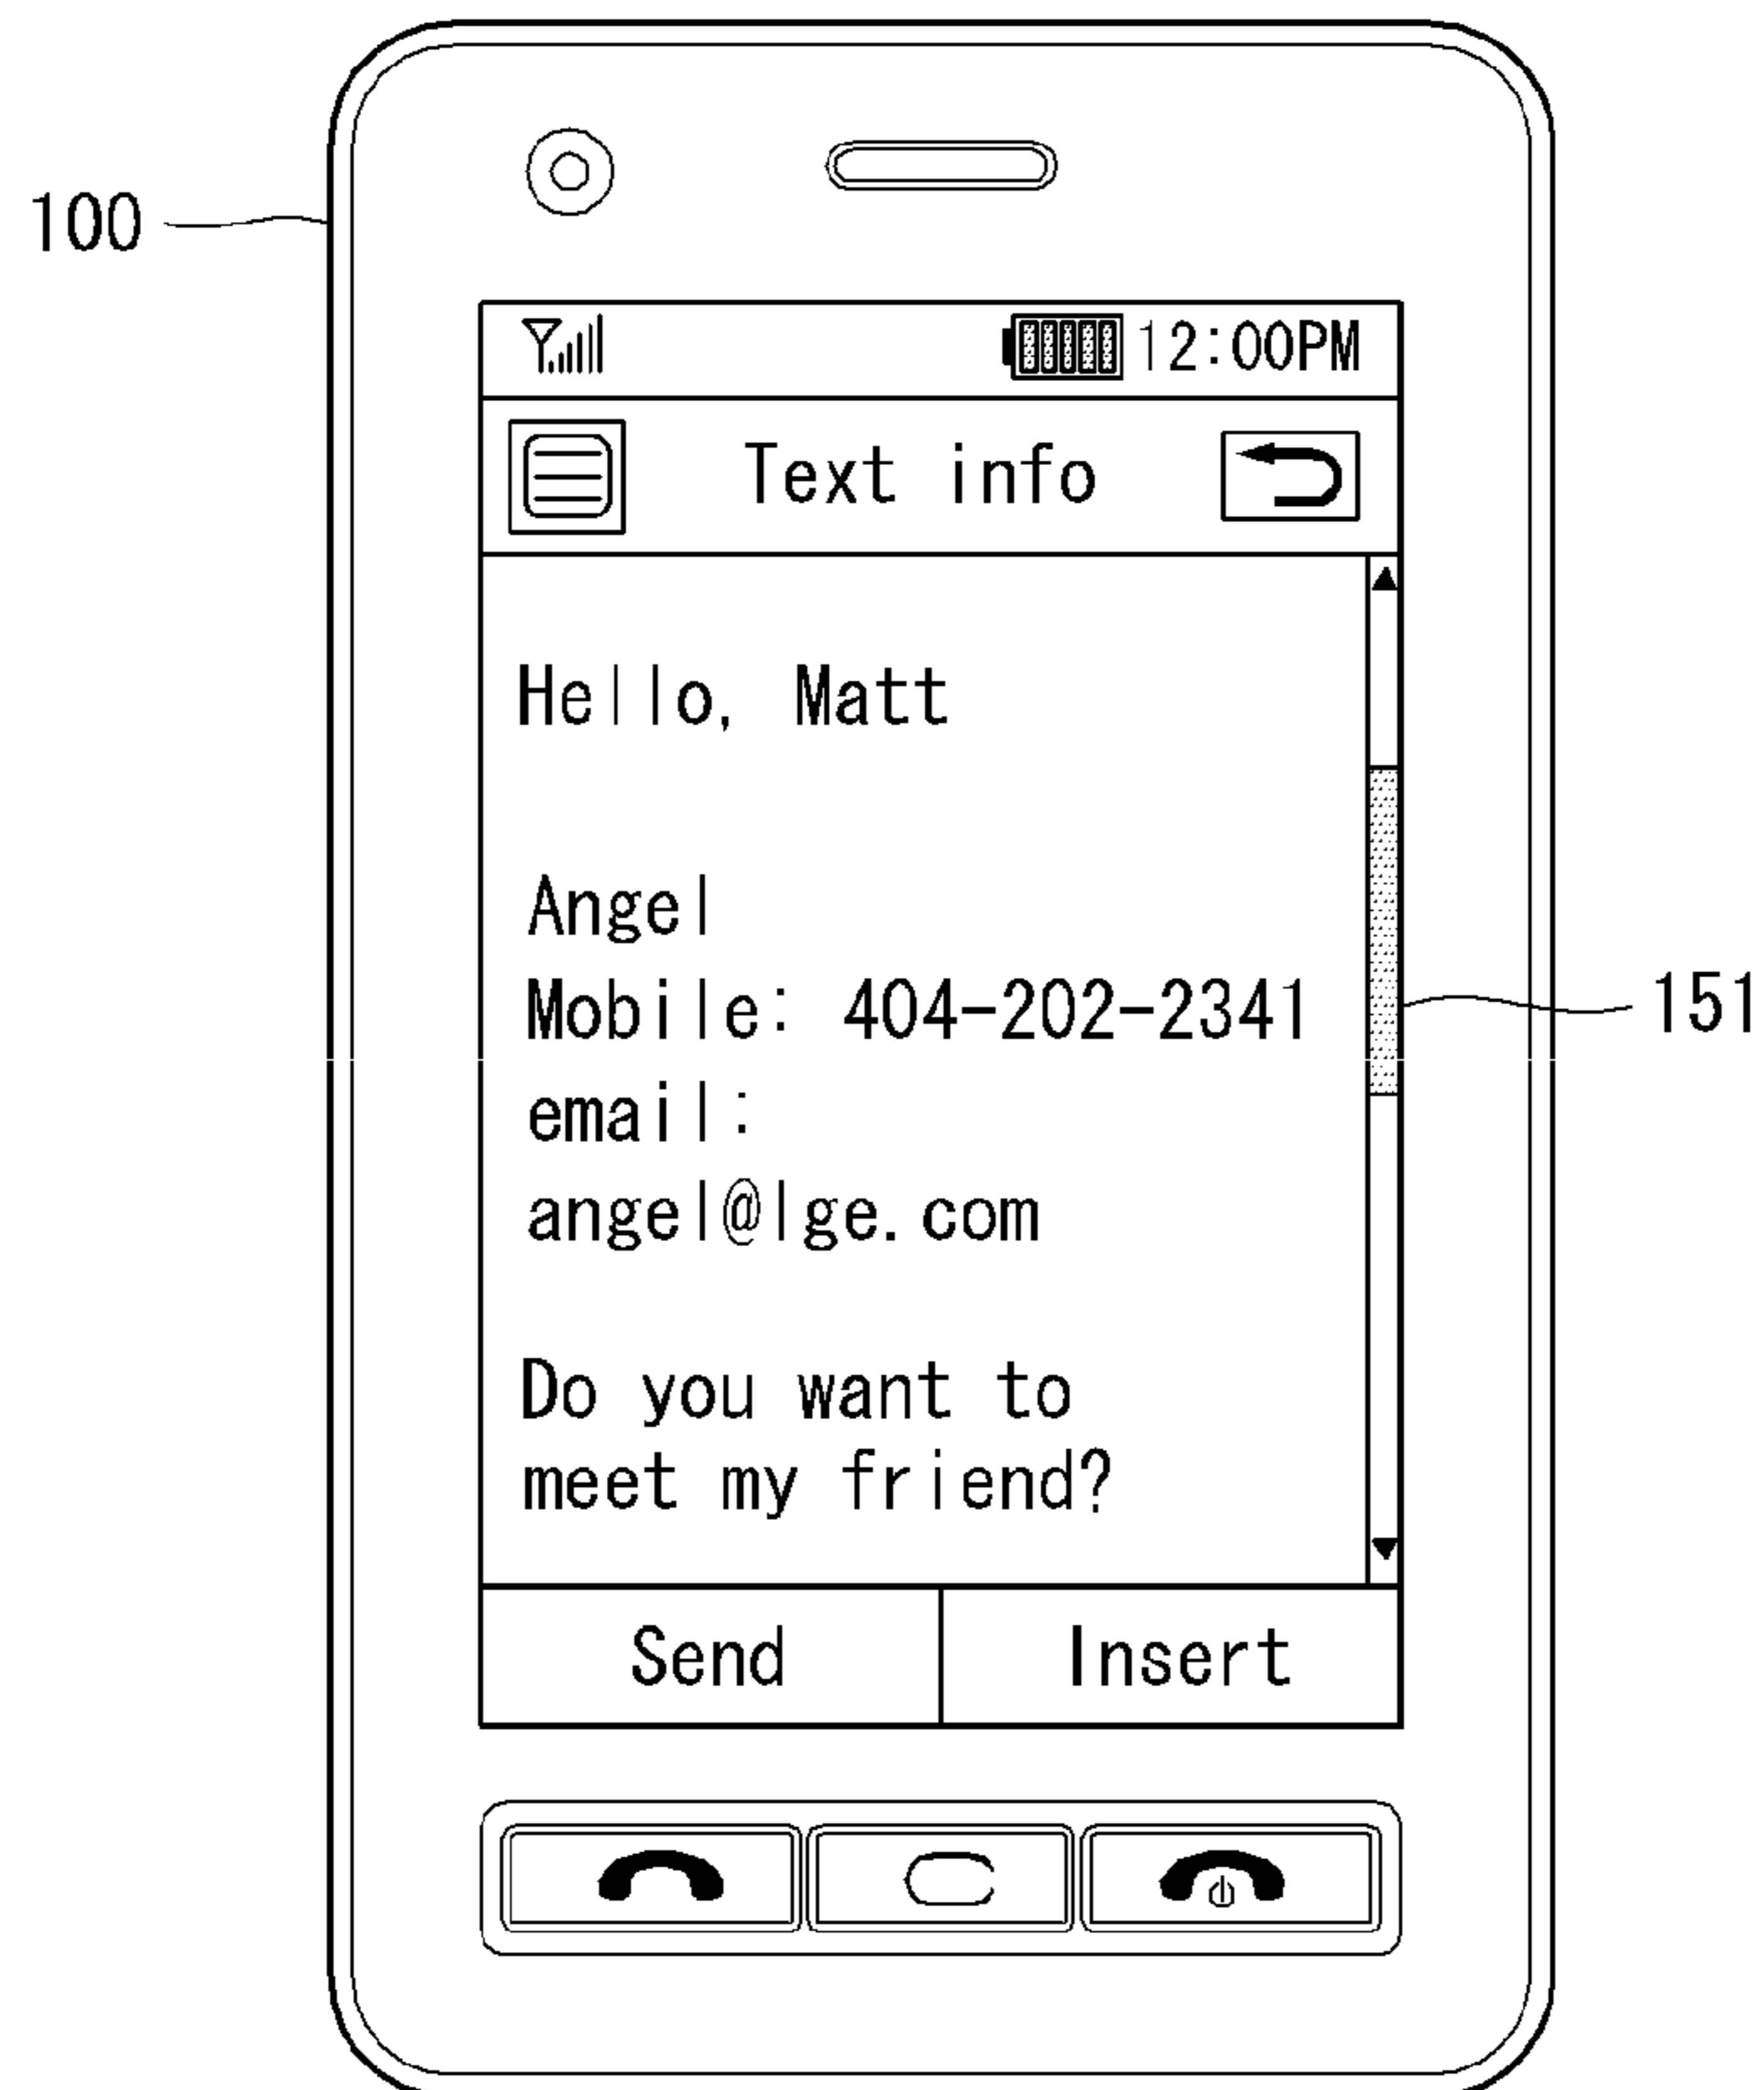 100
12:00PM
Text info
Hello, Matt
Angel
Mobile: 404-202-2341
email:
angel@lge.com
151
Do you want to
meet my friend?
Send
Insert